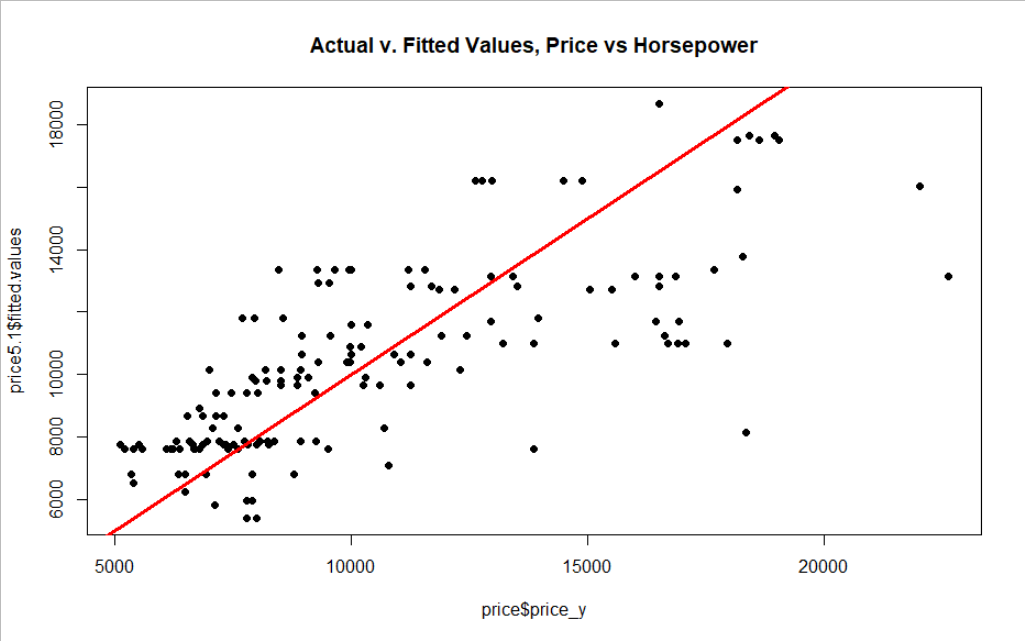 Actual v. Fitted Values, Price vs Horsepower
price5.1$fitted.values
18000
14000
10000
8000
6000
5000 10000 15000 20000
price$price_y